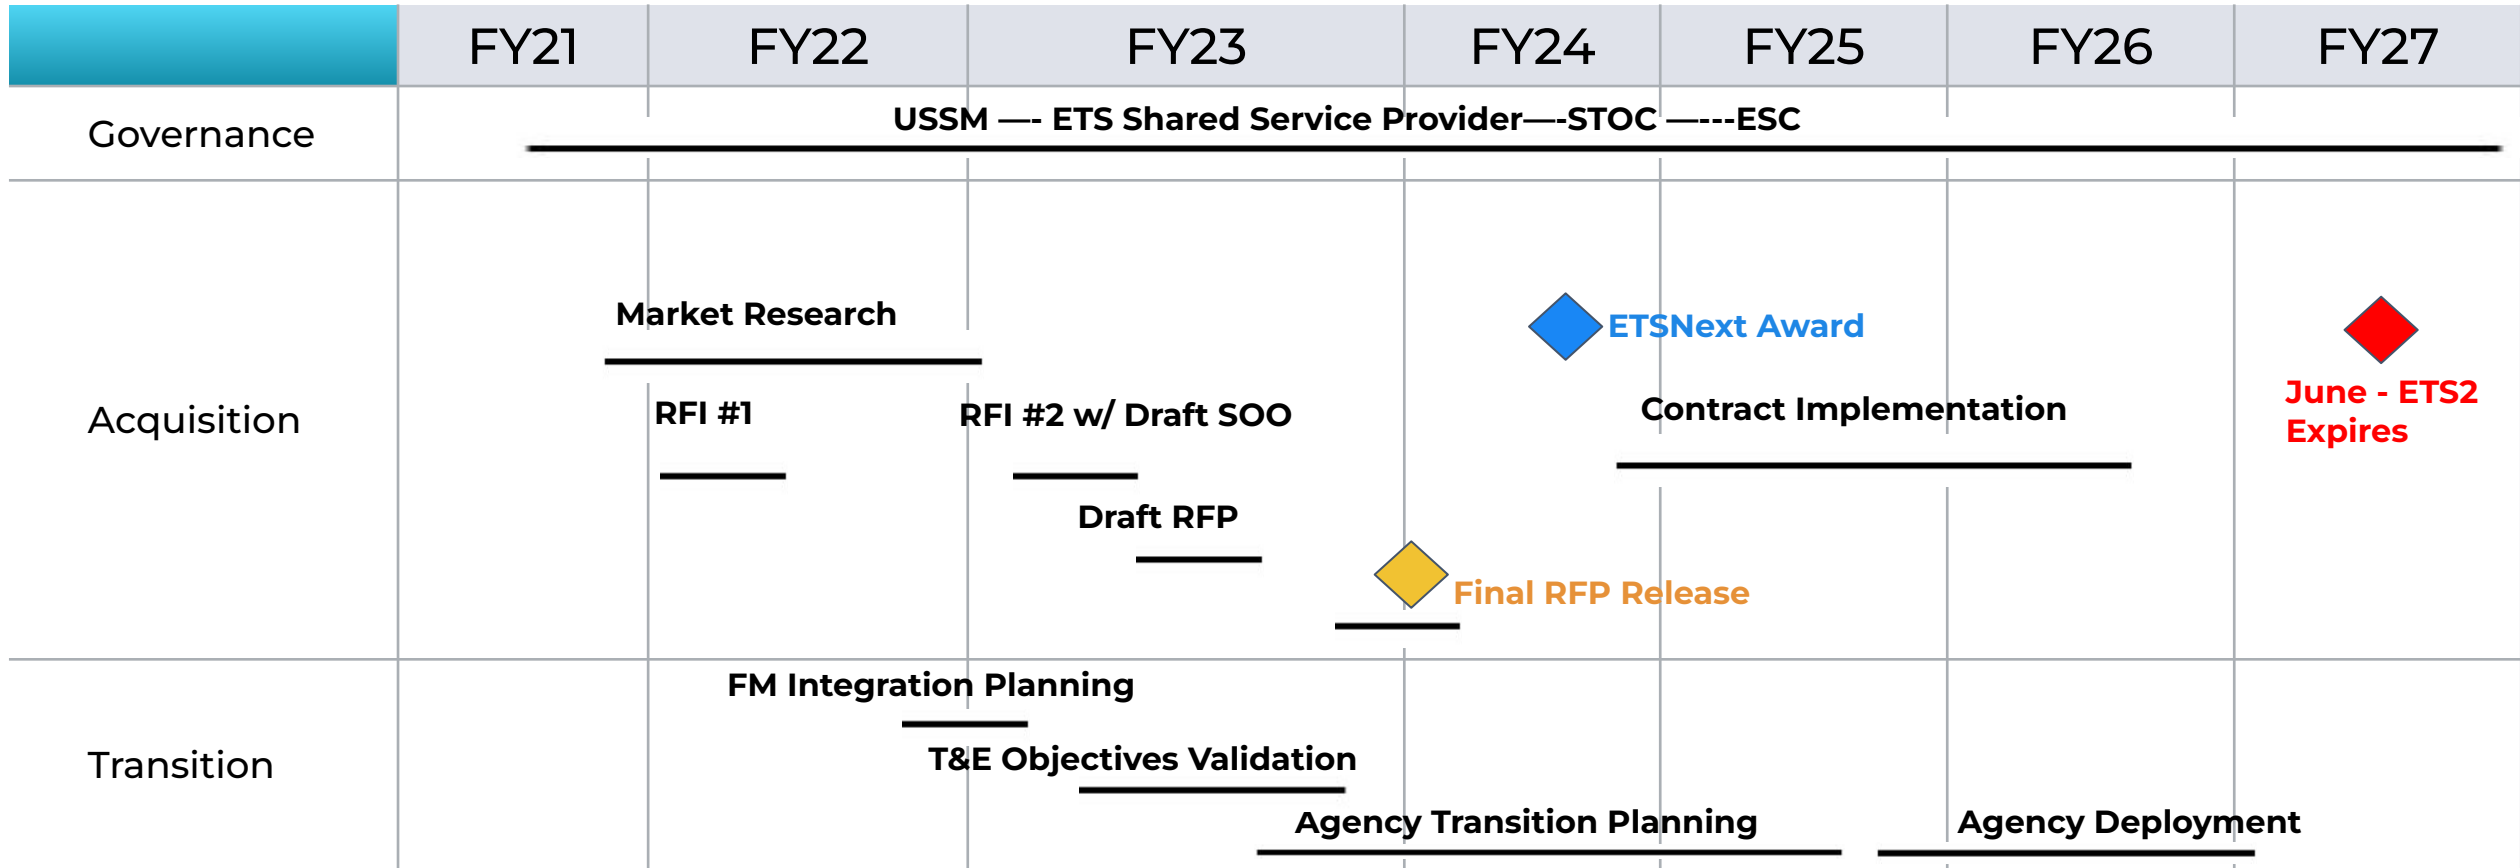 FY21 FY22 FY23 FY24 FY25 FY26 FY27
Governance
USSM —- ETS Shared Service Provider—-STOC —---ESC
Acquisition
Market Research
ETSNext Award
June - ETS2
Expires
RFI #1
RFI #2 w/ Draft SOO
Contract Implementation
Draft RFP
Final RFP Release
Transition
FM Integration Planning
T&E Objectives Validation
Agency Transition Planning
Agency Deployment